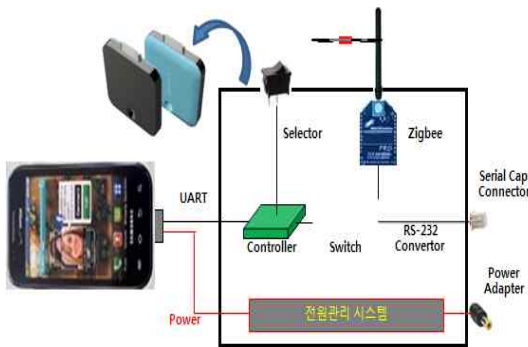 Selector
Zigbee
UART
Serial Cap
Connector
Controller
Switch
RS-232
Convertor
Power
Adapter
Power
전원관리 시스템